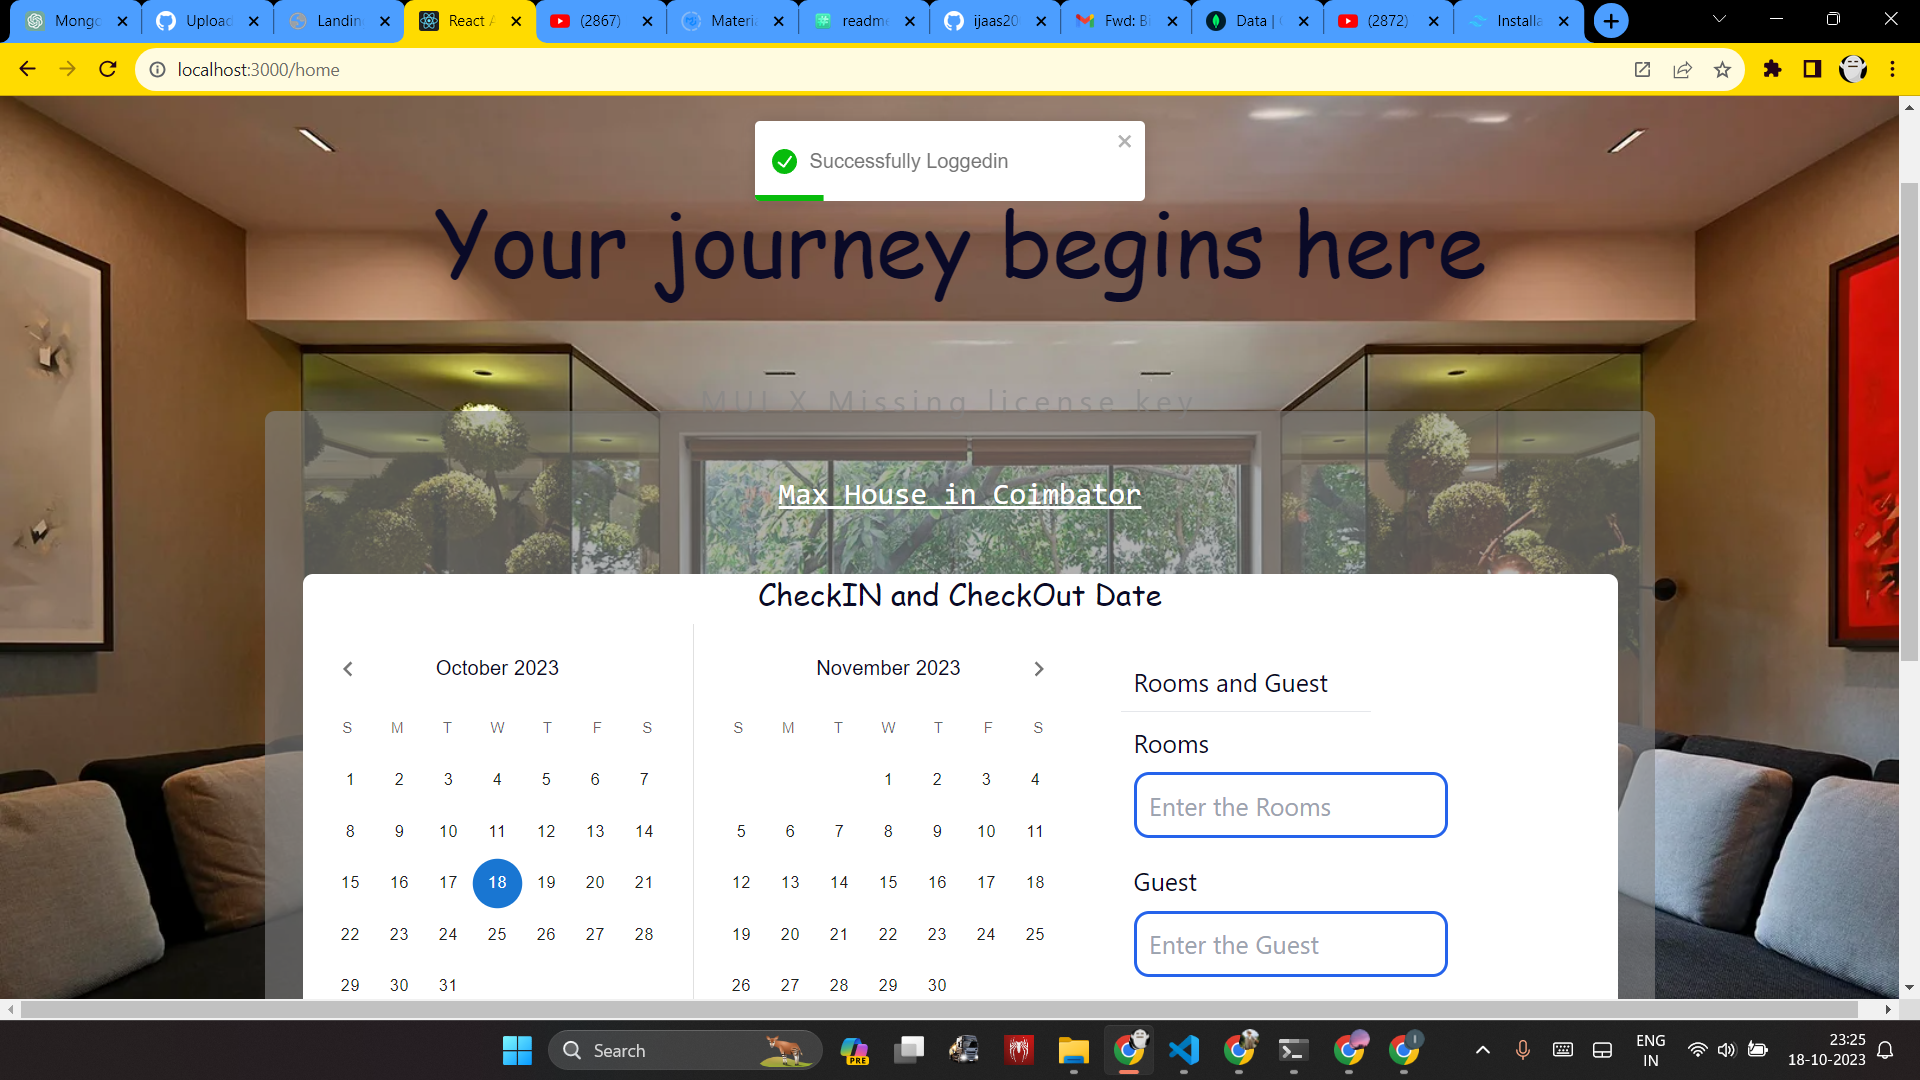 Mongo
Upload
Landin
React A
(2867)
Materia
readme
ijaas20
Fwd: Bi
Data | 
(2872)
Installa
localhost:3000/home
Successfully Loggedin
Your journey begins here
MUI X Missing license key
Max House in Coimbator
CheckIN and CheckOut Date
October 2023
S M T W T F S
1 2 3 4 5 6 7
8 9 10 11 12 13 14
15 16 17 18 19 20 21
22 23 24 25 26 27 28
29 30 31
November 2023
S M T W T F S
1 2 3 4
5 6 7 8 9 10 11
12 13 14 15 16 17 18
19 20 21 22 23 24 25
26 27 28 29 30
Rooms and Guest
Rooms
Enter the Rooms
Guest
Enter the Guest
Search
PRE
ENG
IN
23:25
18-10-2023